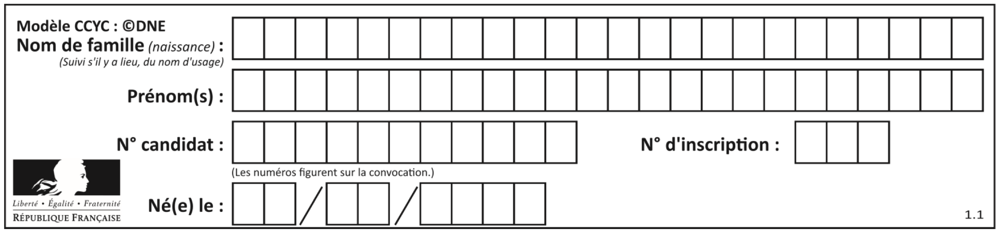 Modèle CCYC : ©DNE
Nom de famille (naissance) :
(Suivi s'il y a lieu, du nom d'usage)
Prénom(s) :
N° candidat :
N° d'inscription :
(Les numéros figurent sur la convocation.)
Né(e) le :
/ /
Liberté • Égalité • Fraternité
RÉPUBLIQUE FRANÇAISE
1.1